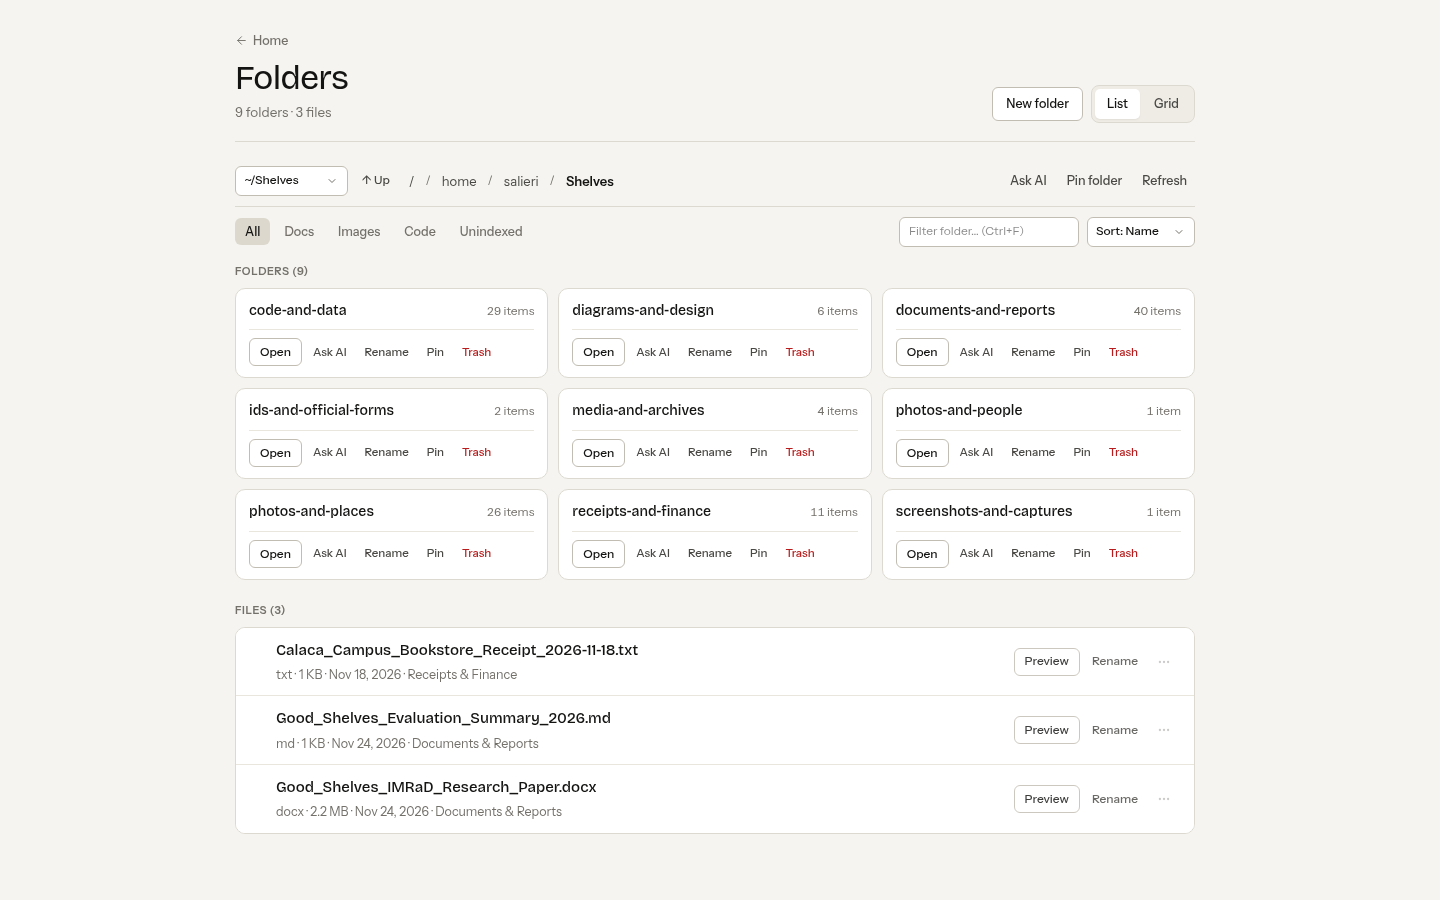 ← Home
Folders
9 folders · 3 files
New folder
List
Grid
~/Shelves
↑ Up
/ / home / salieri / Shelves
Ask AI
Pin folder
Refresh
All
Docs
Images
Code
Unindexed
Filter folder... (Ctrl+F)
Sort: Name
FOLDERS (9)
code-and-data
29 items
Open Ask AI Rename Pin Trash
diagrams-and-design
6 items
Open Ask AI Rename Pin Trash
documents-and-reports
40 items
Open Ask AI Rename Pin Trash
ids-and-official-forms
2 items
Open Ask AI Rename Pin Trash
media-and-archives
4 items
Open Ask AI Rename Pin Trash
photos-and-people
1 item
Open Ask AI Rename Pin Trash
photos-and-places
26 items
Open Ask AI Rename Pin Trash
receipts-and-finance
11 items
Open Ask AI Rename Pin Trash
screenshots-and-captures
1 item
Open Ask AI Rename Pin Trash
FILES (3)
Calaca_Campus_Bookstore_Receipt_2026-11-18.txt
txt · 1 KB · Nov 18, 2026 · Receipts & Finance
Preview Rename ···
Good_Shelves_Evaluation_Summary_2026.md
md · 1 KB · Nov 24, 2026 · Documents & Reports
Preview Rename ···
Good_Shelves_IMRaD_Research_Paper.docx
docx · 2.2 MB · Nov 24, 2026 · Documents & Reports
Preview Rename ···